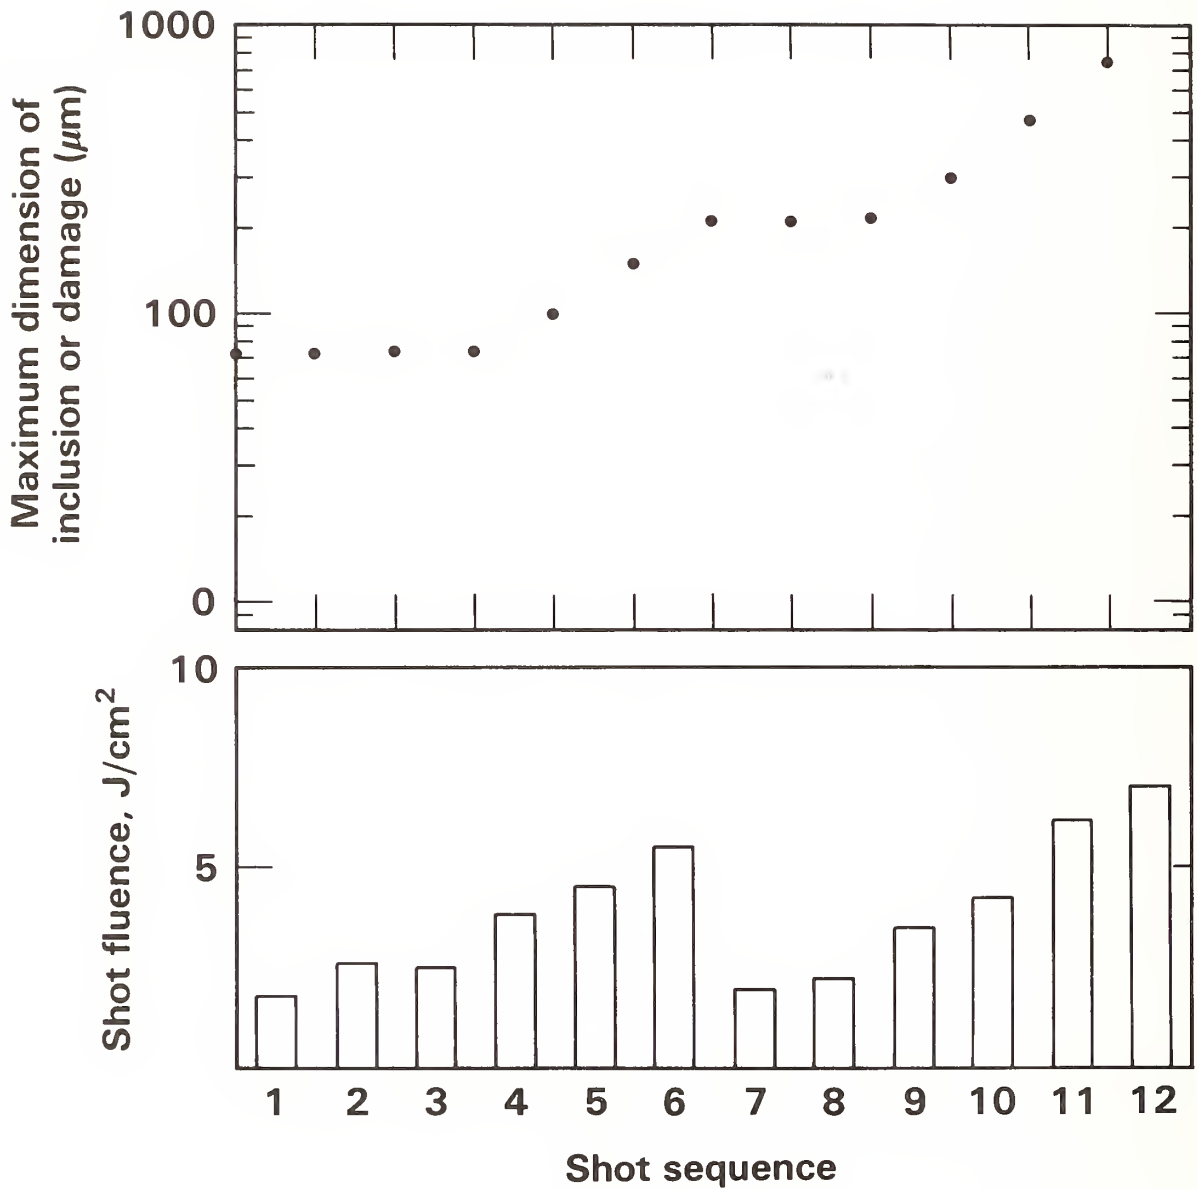 Maximum dimension of
inclusion or damage (μm)
1000
100
0
Shot fluence, J/cm²
10
5
1 2 3 4 5 6 7 8 9 10 11 12
Shot sequence